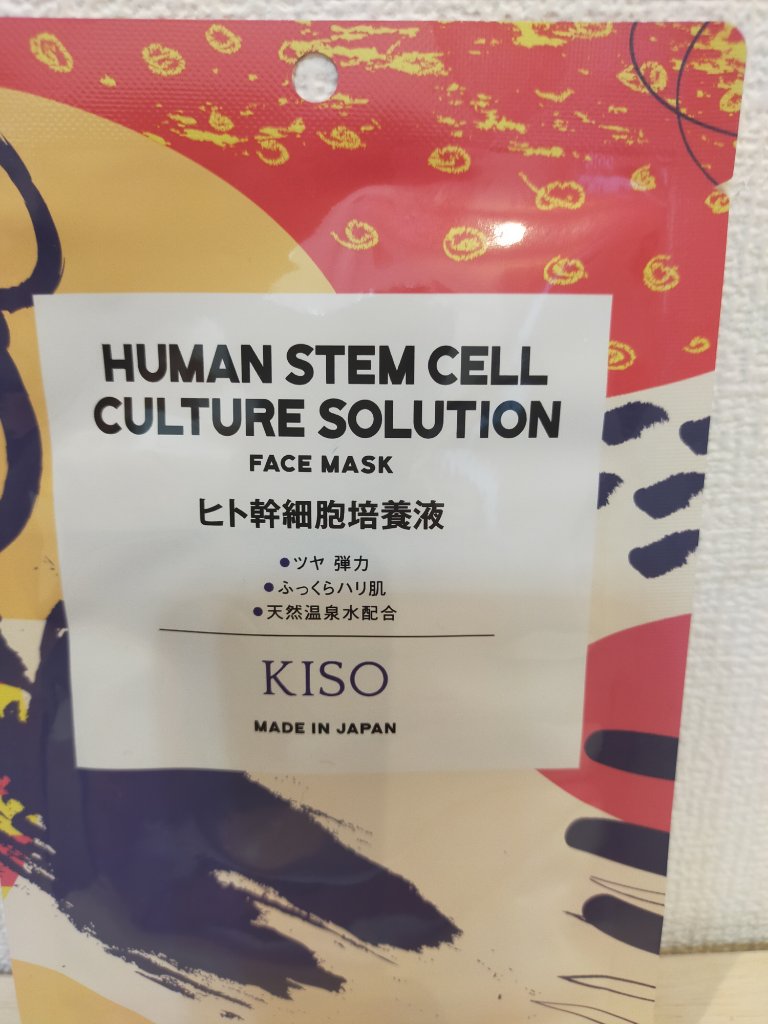 HUMAN STEM CELL
CULTURE SOLUTION
FACE MASK
ヒト幹細胞培養液
●ツヤ 弾力
●ふっくらハリ肌
●天然温泉水配合
KISO
MADE IN JAPAN